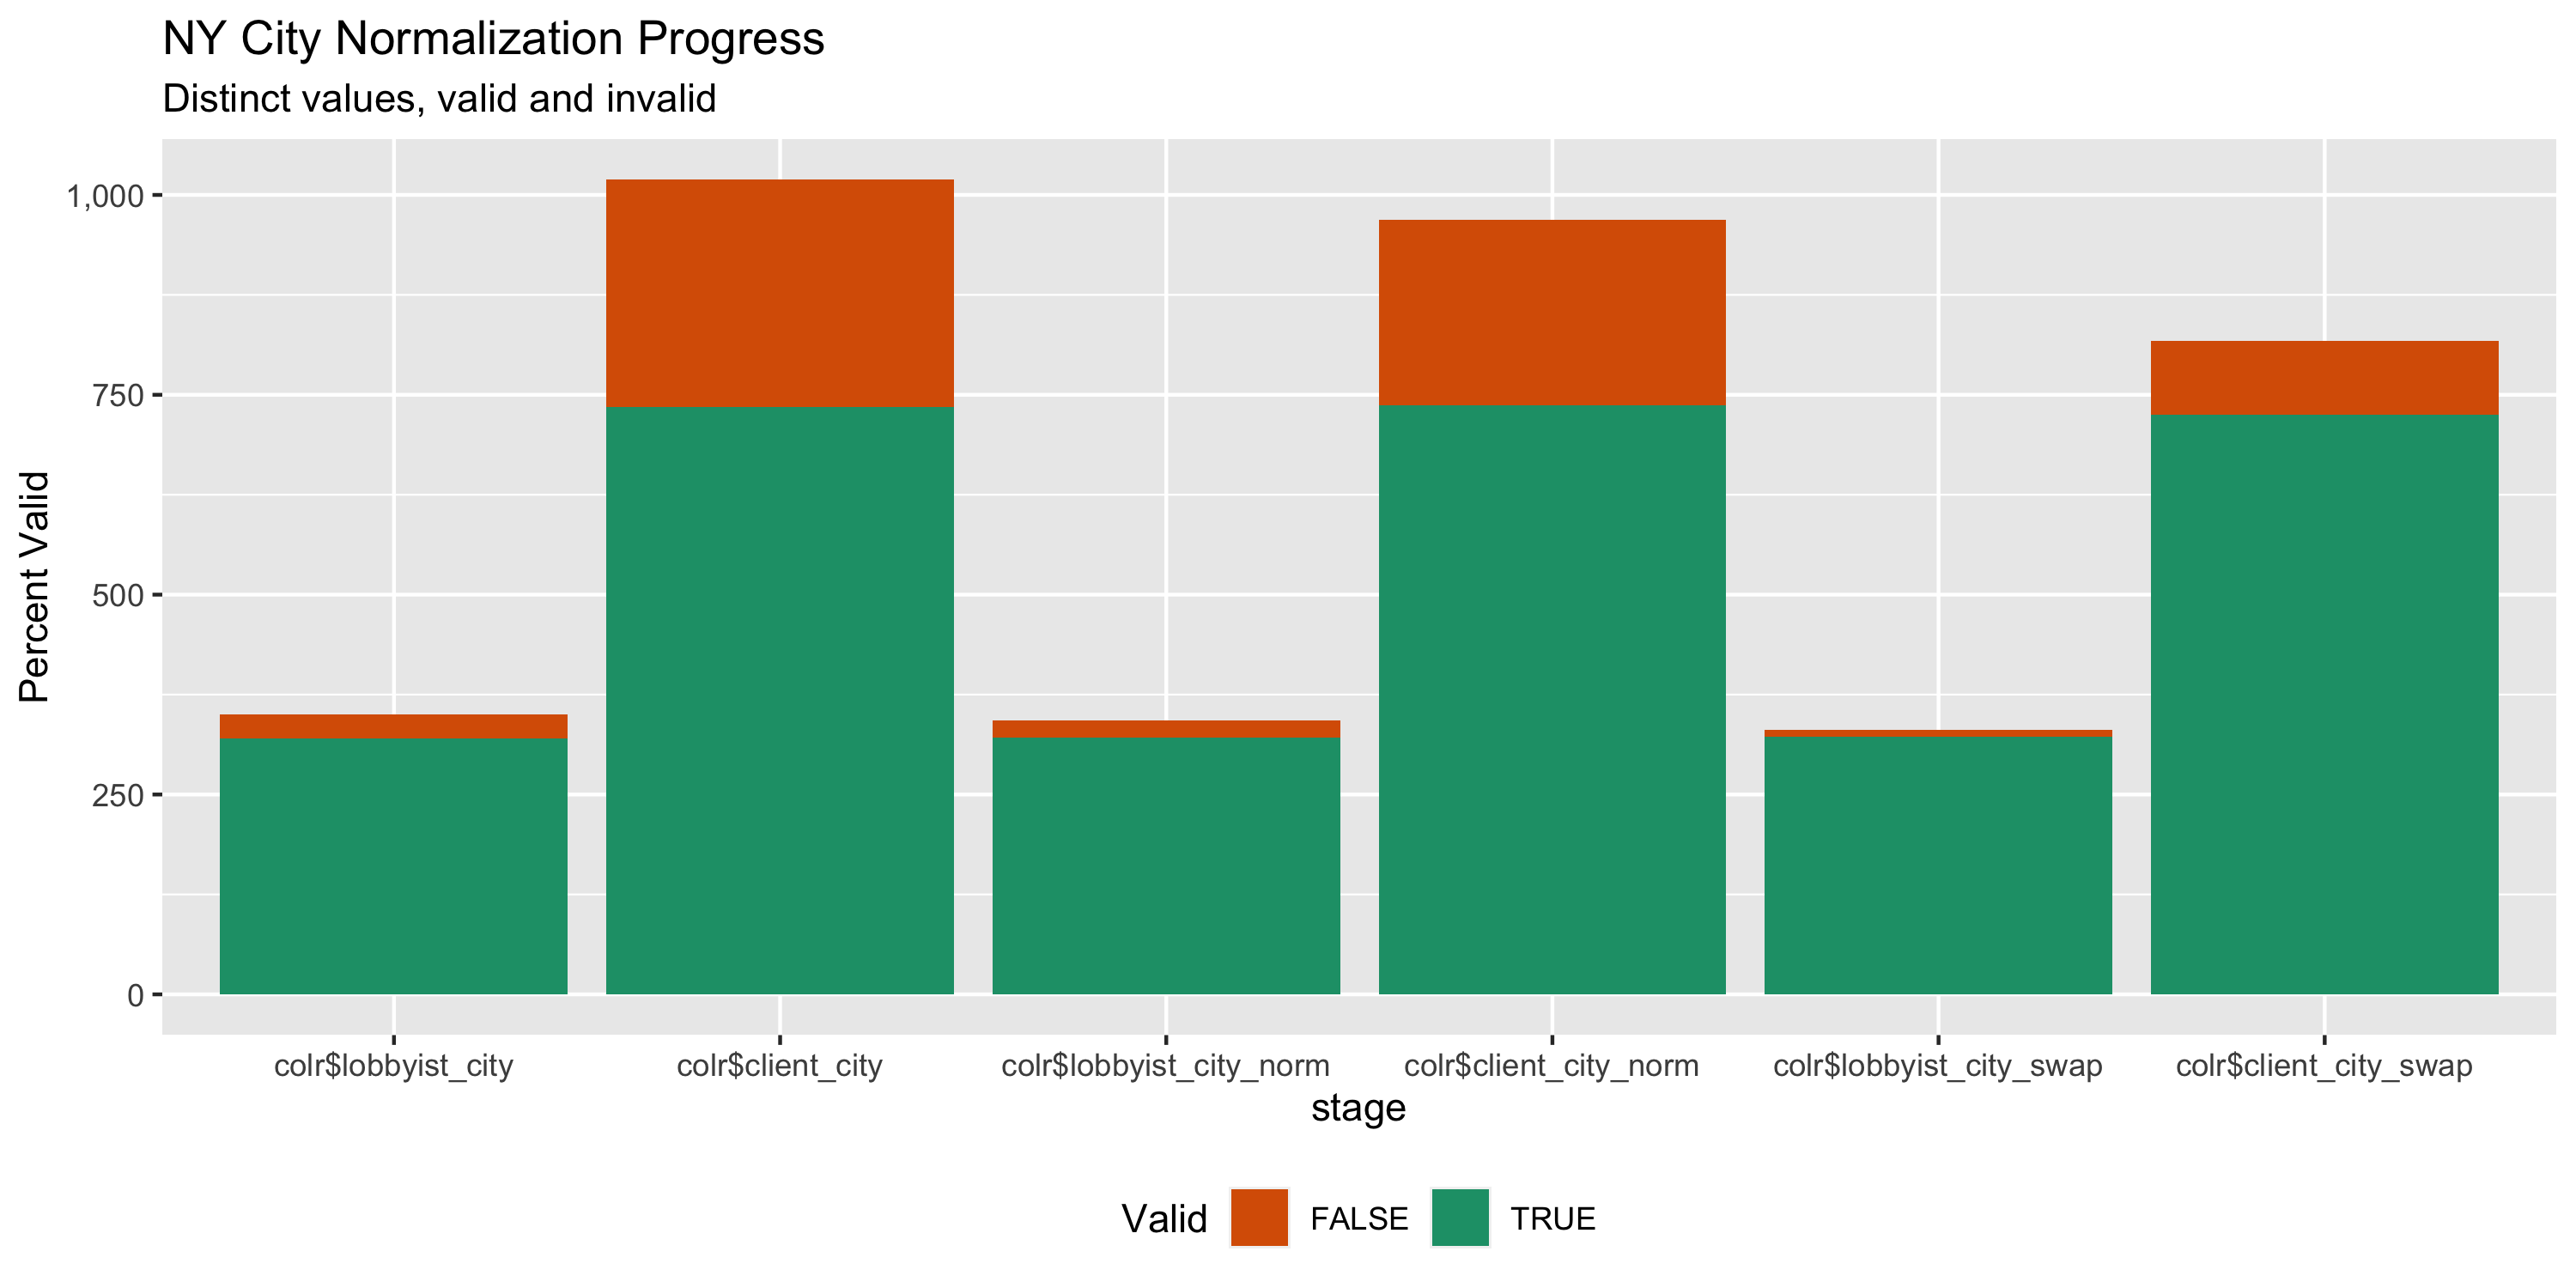 NY City Normalization Progress
Distinct values, valid and invalid
Percent Valid
1,000
750
500
250
0
colr$lobbyist_city colr$client_city colr$lobbyist_city_norm colr$client_city_norm colr$lobbyist_city_swap colr$client_city_swap
stage
Valid FALSE TRUE